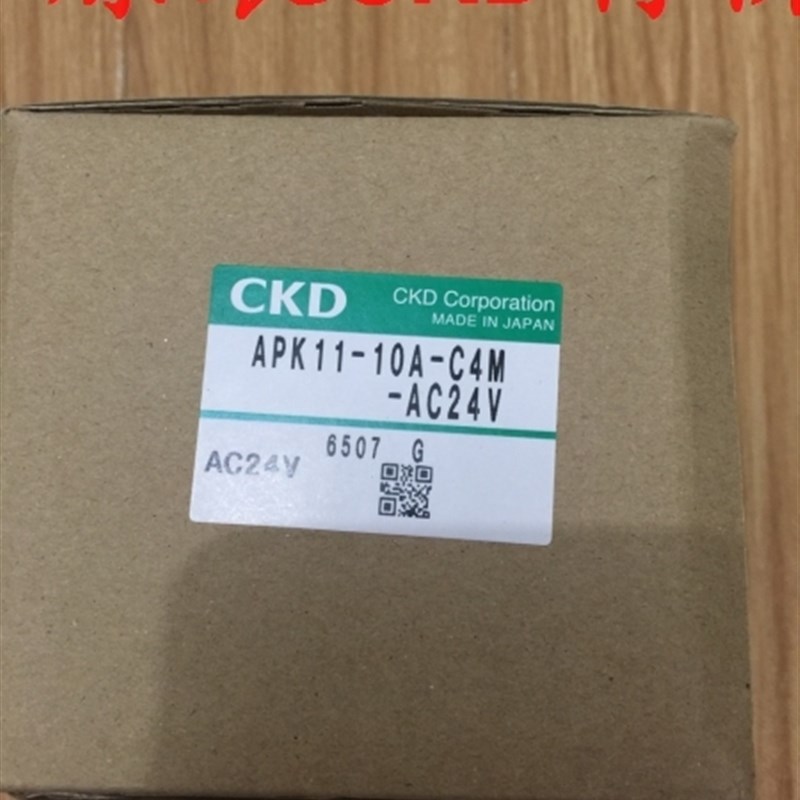 CKD
CKD Corporation
MADE IN JAPAN
APK11-10A-C4M
-AC24V
6507 G
AC24V